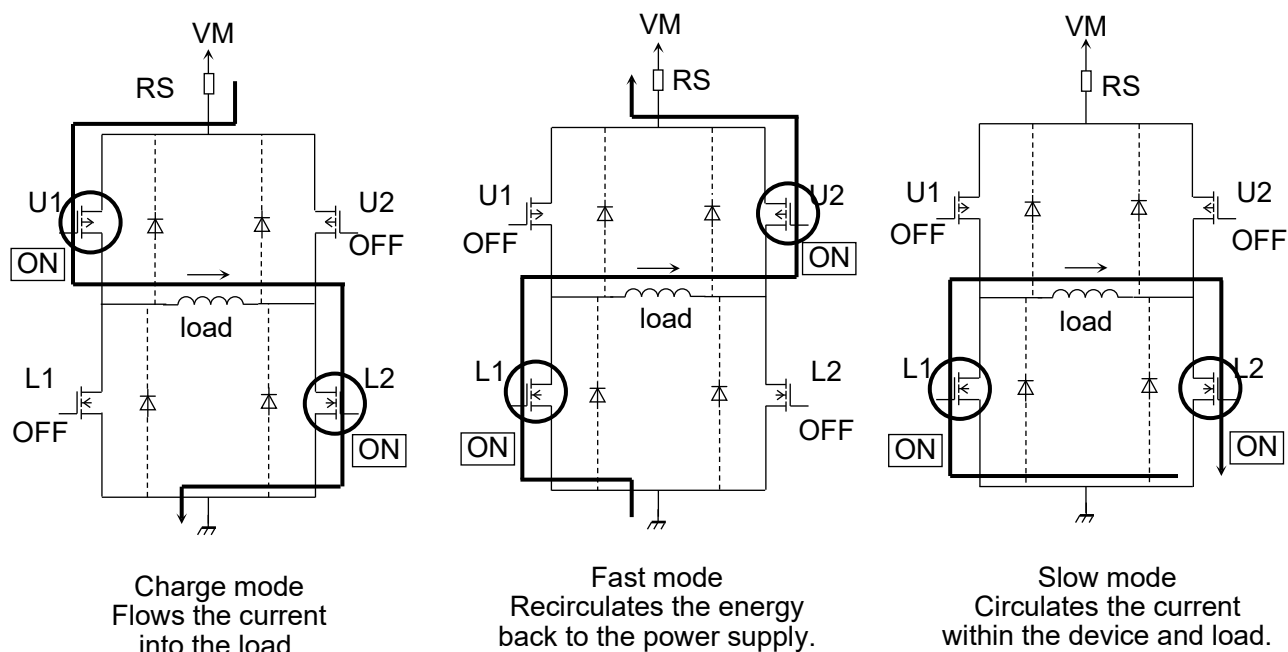 VM
RS
U1
U2
OFF
ON
load
L1
L2
OFF
ON
Charge mode
Flows the current
into the load
VM
RS
U1
U2
OFF
ON
load
L1
L2
ON
OFF
Fast mode
Recirculates the energy
back to the power supply.
VM
RS
U1
U2
OFF
OFF
load
L1
L2
ON
ON
Slow mode
Circulates the current
within the device and load.